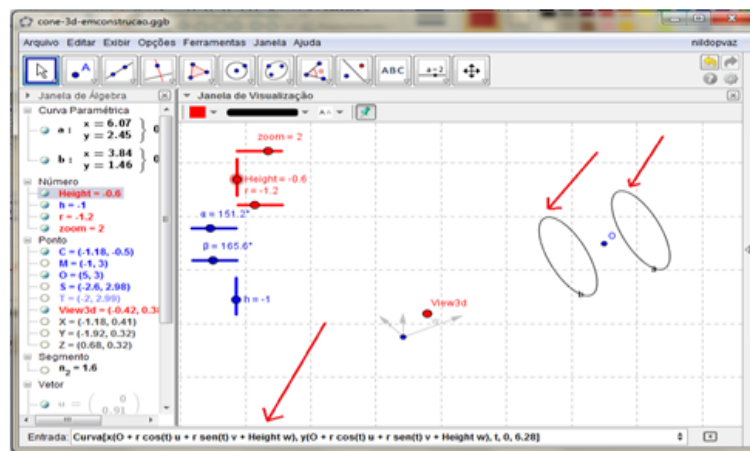 cone-3d-emconstrucao.ggb
Arquivo Editar Exibir Opções Ferramentas Janela Ajuda
nildopvaz
ABC
a=2
Janela de Álgebra
Janela de Visualização
Curva Paramétrica
a : x = 6.07
y = 2.45
b : x = 3.84
y = 1.46
Número
Height = -0.6
h = -1
r = -1.2
zoom = 2
Ponto
C = (-1.18, -0.5)
M = (-1, 3)
O = (5, 3)
S = (-2.6, 2.98)
T = (-2, 2.99)
View3d = (-0.42, 0.3
X = (-1.18, 0.41)
Y = (-1.92, 0.32)
Z = (0.68, 0.32)
Segmento
n₂ = 1.6
Vetor
u = ( 0
0.91 )
zoom = 2
Height = -0.6
r = -1.2
α = 151.2°
β = 165.6°
h = -1
View3d
O
a
b
Entrada: Curva[x(O + r cos(t) u + r sen(t) v + Height w), y(O + r cos(t) u + r sen(t) v + Height w), t, 0, 6.28]